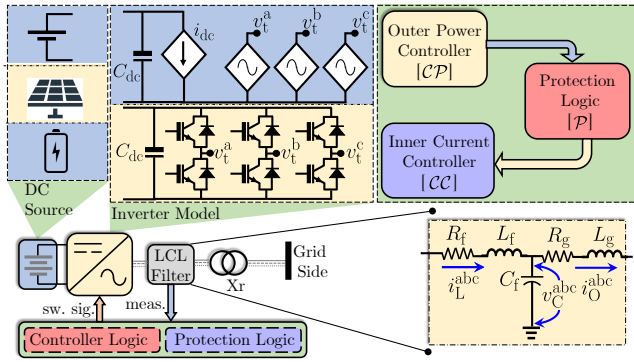 DC
Source
C_dc
i_dc
v_t^a
v_t^b
v_t^c
C_dc
v_t^a
v_t^b
v_t^c
Inverter Model
Outer Power
Controller
|CP|
Protection
Logic
|P|
Inner Current
Controller
|CC|
LCL
Filter
Xr
Grid
Side
sw. sig.
meas.
Controller Logic
Protection Logic
R_f
L_f
R_g
L_g
i_L^abc
C_f
v_C^abc
i_O^abc